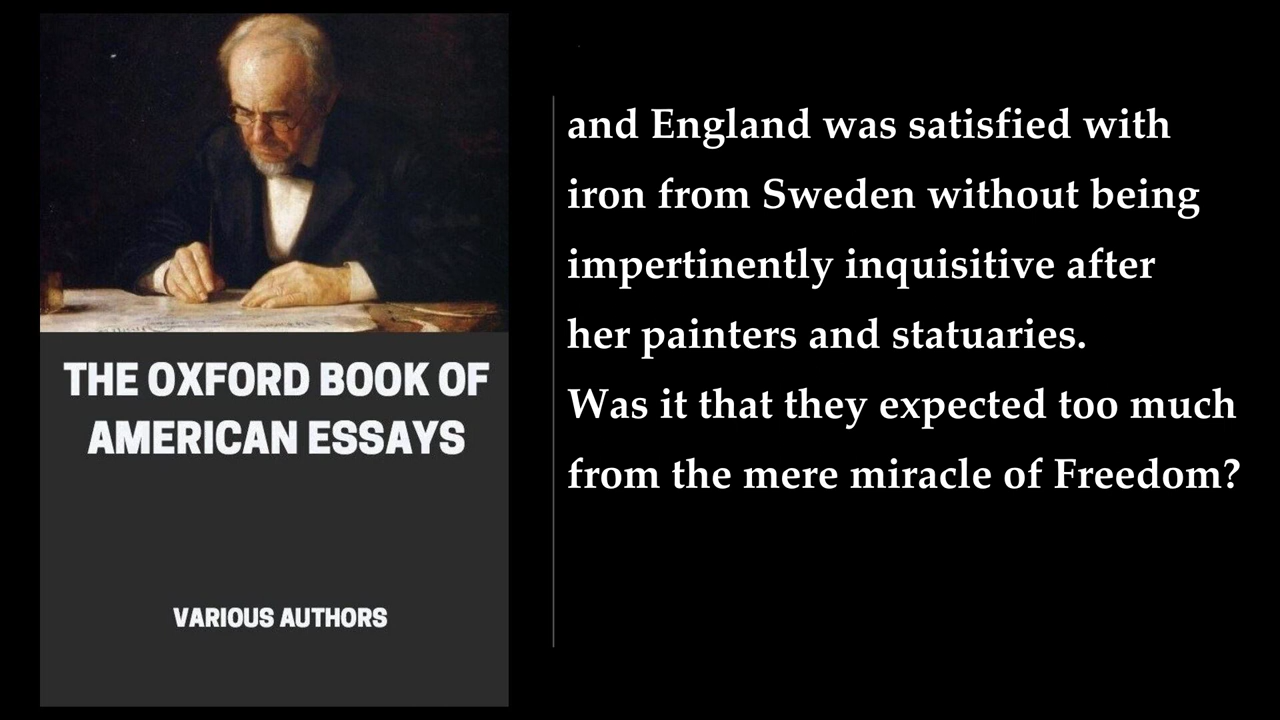 THE OXFORD BOOK OF
AMERICAN ESSAYS
VARIOUS AUTHORS
and England was satisfied with
iron from Sweden without being
impertinently inquisitive after
her painters and statuaries.
Was it that they expected too much
from the mere miracle of Freedom?